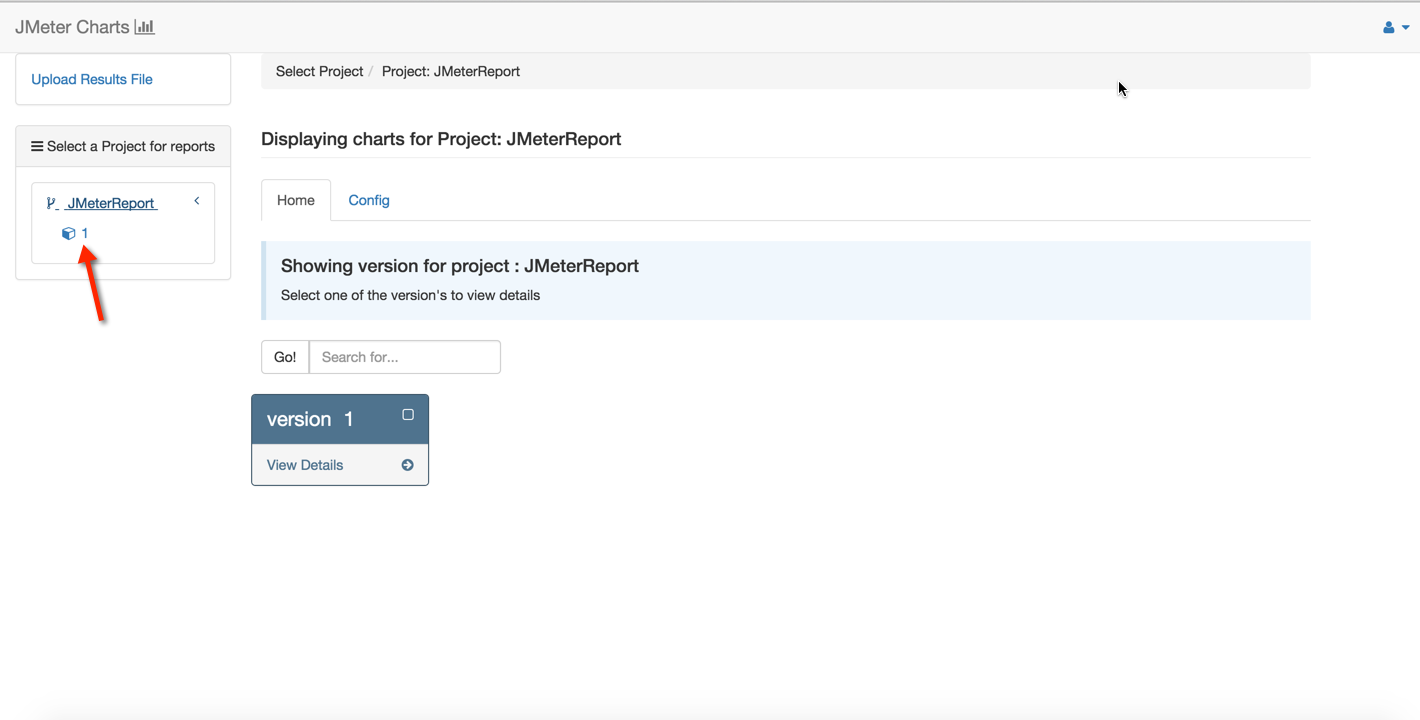 JMeter Charts
Upload Results File
Select Project / Project: JMeterReport
Select a Project for reports
JMeterReport
1
Displaying charts for Project: JMeterReport
Home Config
Showing version for project : JMeterReport
Select one of the version's to view details
Go! Search for...
version 1
View Details